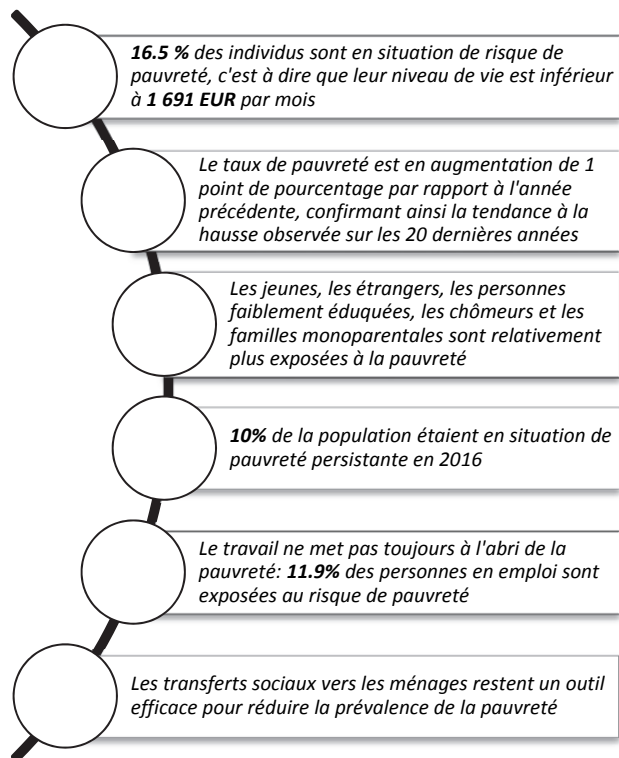 16.5 % des individus sont en situation de risque de
pauvreté, c'est à dire que leur niveau de vie est inférieur
à 1 691 EUR par mois
Le taux de pauvreté est en augmentation de 1
point de pourcentage par rapport à l'année
précédente, confirmant ainsi la tendance à la
hausse observée sur les 20 dernières années
Les jeunes, les étrangers, les personnes
faiblement éduquées, les chômeurs et les
familles monoparentales sont relativement
plus exposées à la pauvreté
10% de la population étaient en situation de
pauvreté persistante en 2016
Le travail ne met pas toujours à l'abri de la
pauvreté: 11.9% des personnes en emploi sont
exposées au risque de pauvreté
Les transferts sociaux vers les ménages restent un outil
efficace pour réduire la prévalence de la pauvreté